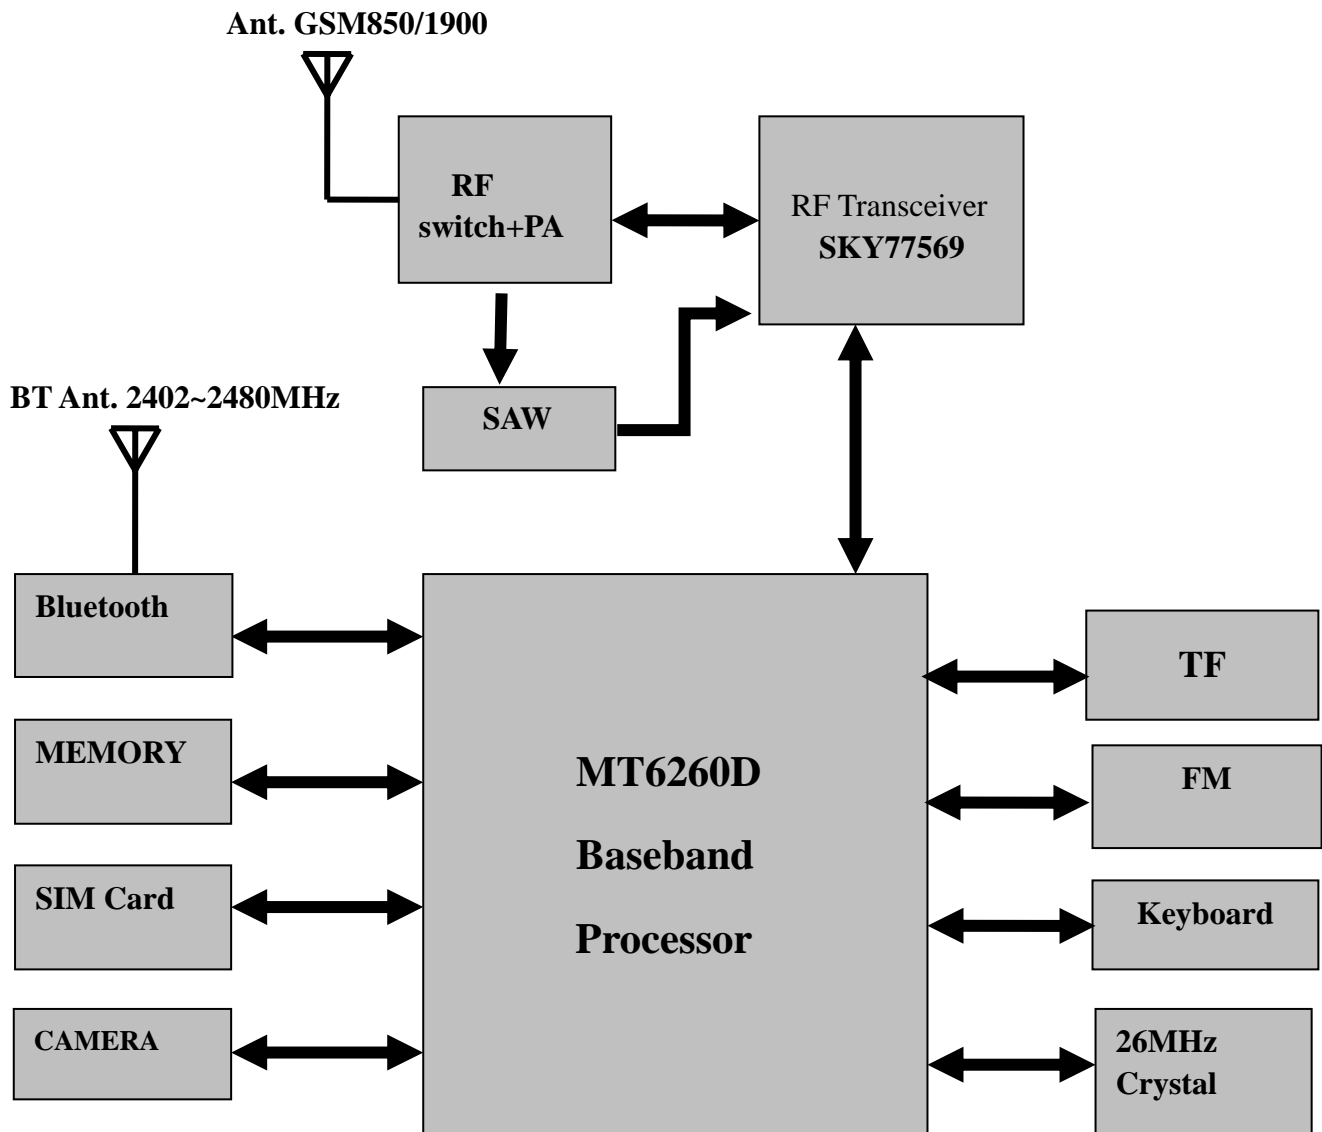 Ant. GSM850/1900
RF
switch+PA
RF Transceiver
SKY77569
SAW
BT Ant. 2402~2480MHz
Bluetooth
MEMORY
SIM Card
CAMERA
MT6260D
Baseband
Processor
TF
FM
Keyboard
26MHz
Crystal